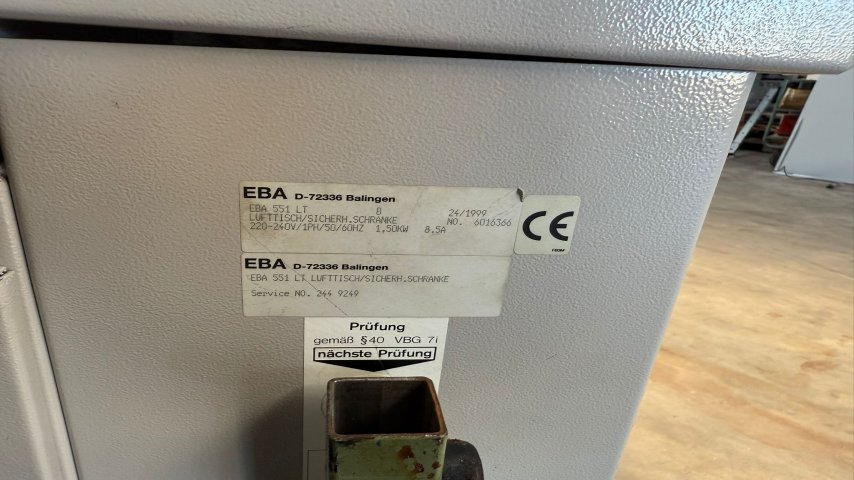 EBA D-72336 Balingen
EBA 551 LT B 24/1999
LUFTTISCH/SICHERH.SCHRANKE NO. 6016366
220-240V/1PH/50/60HZ 1,50KW 8,5A
CE
EBA D-72336 Balingen
EBA 551 LT LUFTTISCH/SICHERH.SCHRANKE
Service NO. 244 9249
Prüfung
gemäß §40 VBG 7i
nächste Prüfung